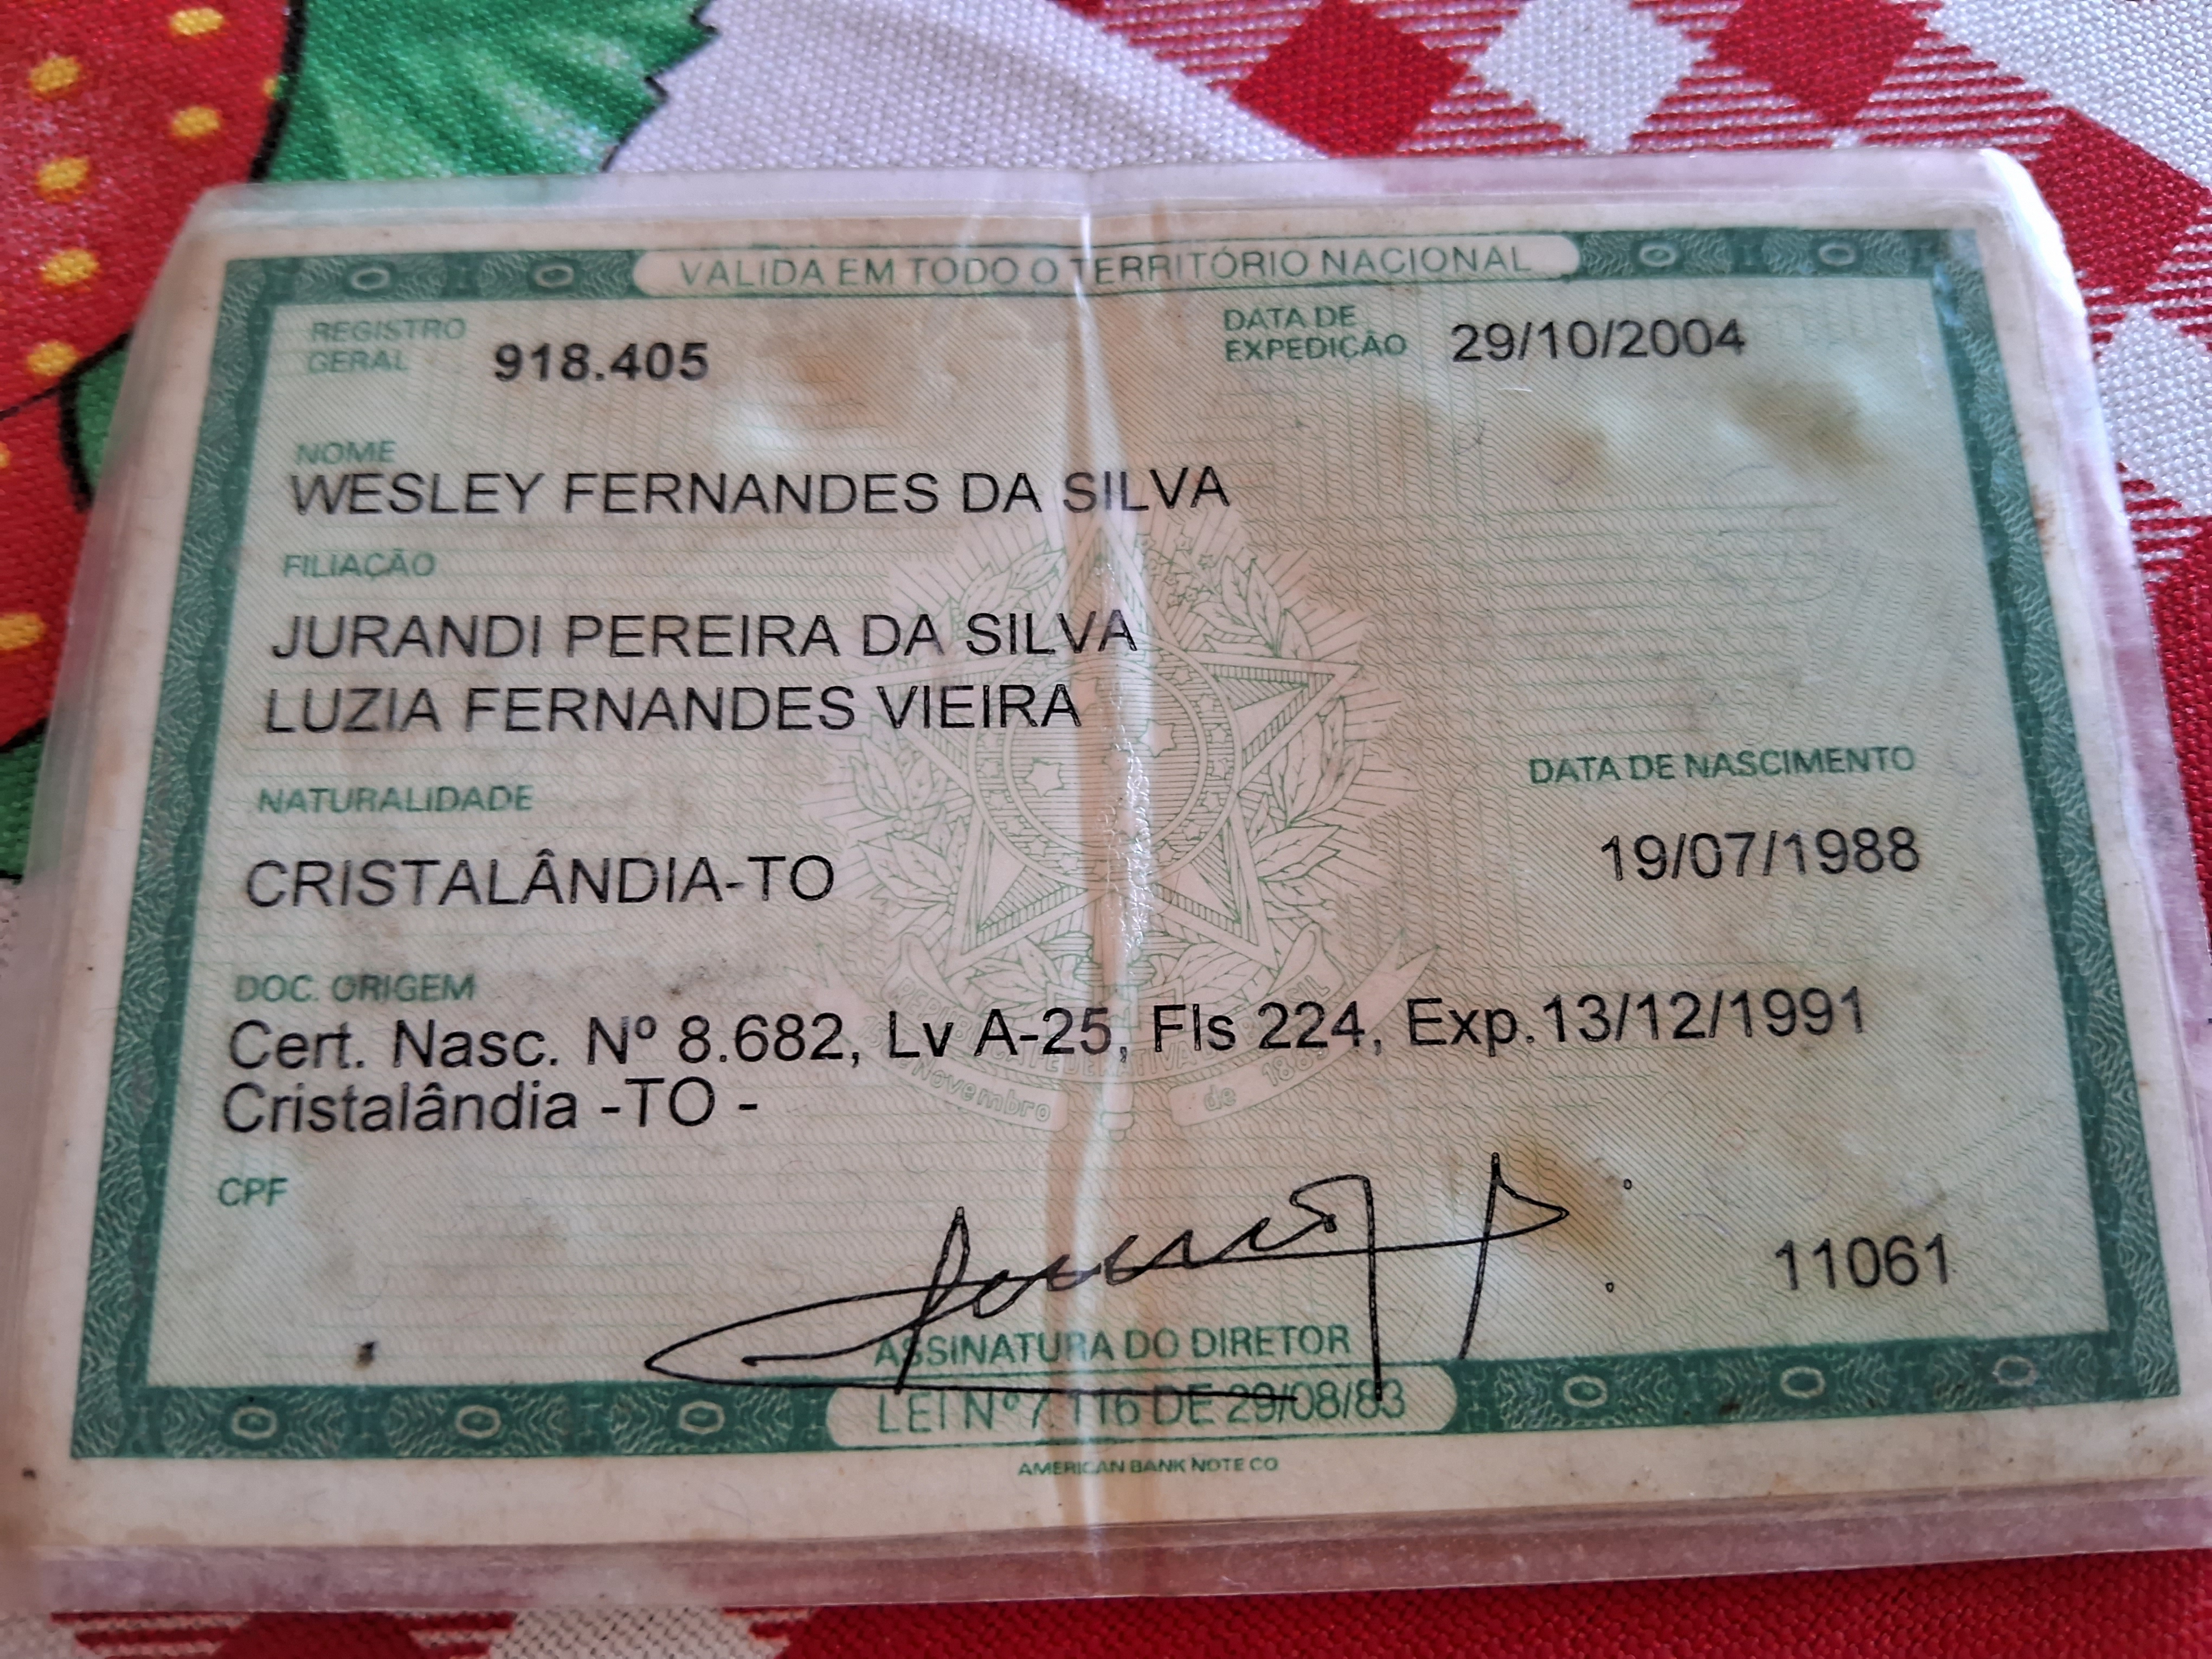 VALIDA EM TODO O TERRITÓRIO NACIONAL
REGISTRO GERAL 918.405
DATA DE EXPEDIÇÃO 29/10/2004
NOME
WESLEY FERNANDES DA SILVA
FILIAÇÃO
JURANDI PEREIRA DA SILVA
LUZIA FERNANDES VIEIRA
NATURALIDADE
CRISTALÂNDIA-TO
DATA DE NASCIMENTO
19/07/1988
DOC. ORIGEM
Cert. Nasc. Nº 8.682, Lv A-25, Fls 224, Exp.13/12/1991
Cristalândia -TO -
CPF
11061
ASSINATURA DO DIRETOR
LEI Nº 7.116 DE 29/08/83
AMERICAN BANK NOTE CO